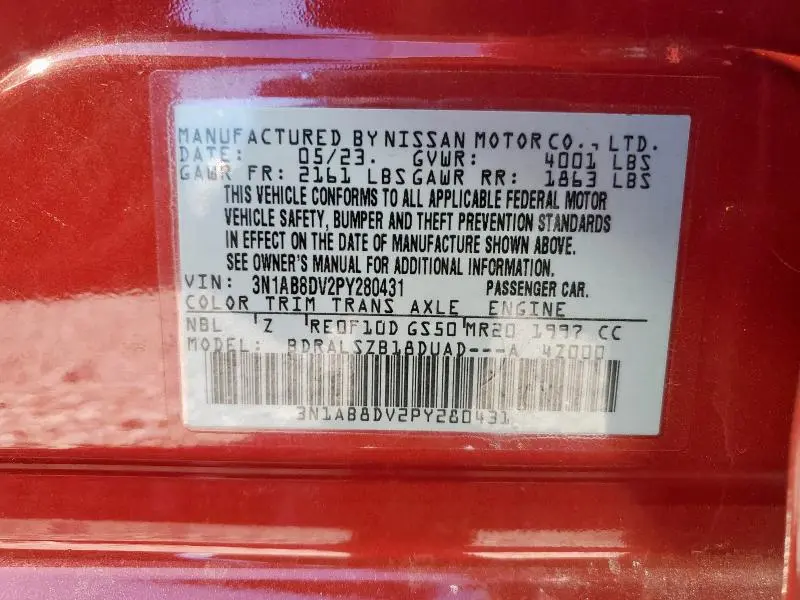 MANUFACTURED BY NISSAN MOTOR CO., LTD.
DATE: 05/23. GVWR: 4001 LBS
GAWR FR: 2161 LBS GAWR RR: 1863 LBS
THIS VEHICLE CONFORMS TO ALL APPLICABLE FEDERAL MOTOR
VEHICLE SAFETY, BUMPER AND THEFT PREVENTION STANDARDS
IN EFFECT ON THE DATE OF MANUFACTURE SHOWN ABOVE.
SEE OWNER'S MANUAL FOR ADDITIONAL INFORMATION.
VIN: 3N1AB8DV2PY280431 PASSENGER CAR.
COLOR TRIM TRANS AXLE ENGINE
NBL Z RE0F10D GS50 MR20 1997 CC
MODEL: BDRALSZB18DUAD---A 4Z000
3N1AB8DV2PY280431